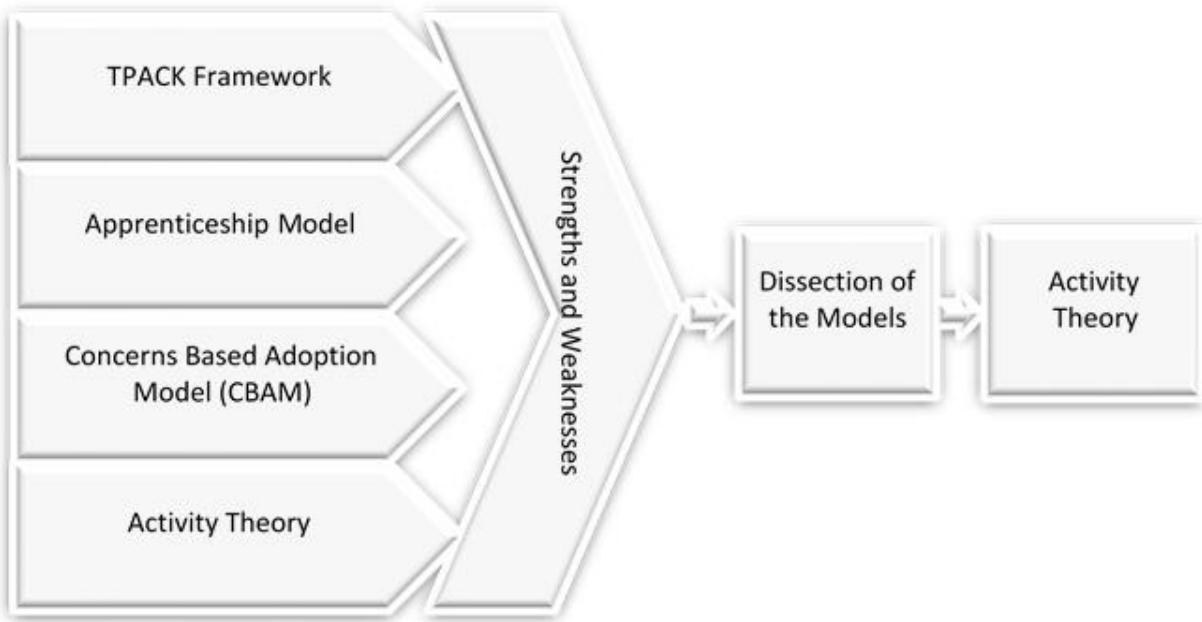 TPACK Framework
Apprenticeship Model
Concerns Based Adoption
Model (CBAM)
Activity Theory
Strengths and Weaknesses
Dissection of
the Models
Activity
Theory